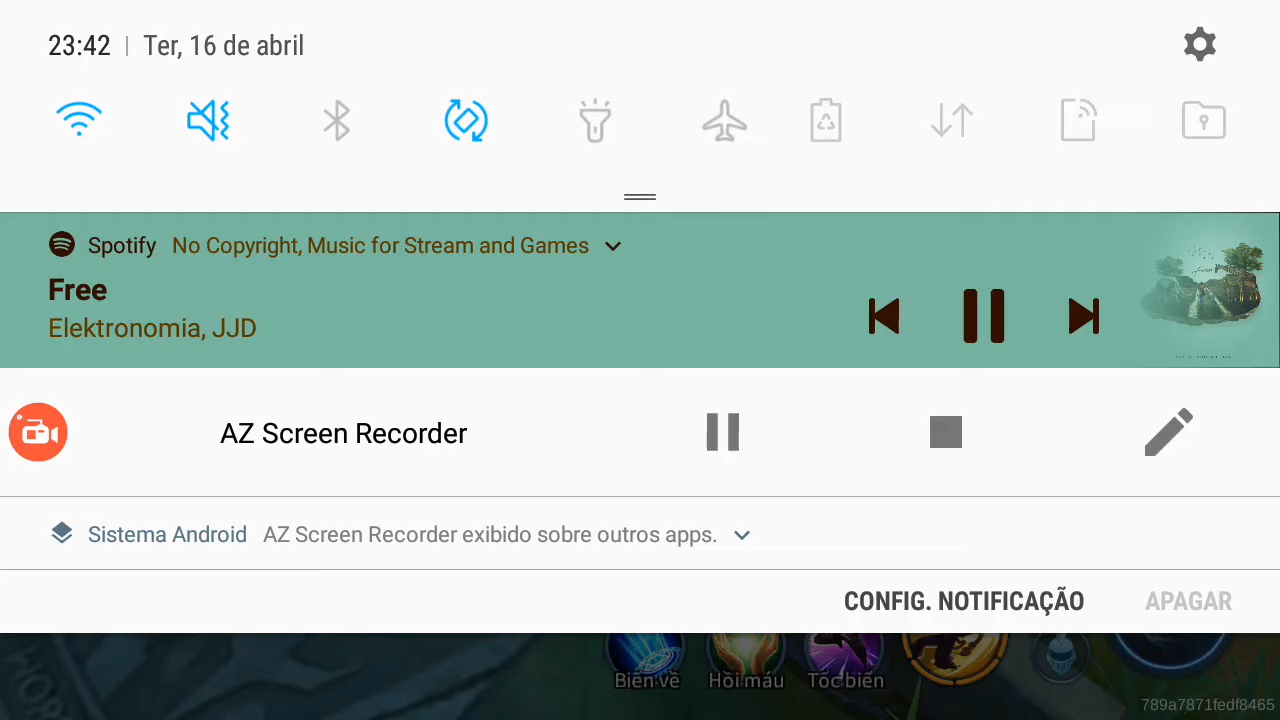 23:42 | Ter, 16 de abril
Spotify No Copyright, Music for Stream and Games
Free
Elektronomia, JJD
AZ Screen Recorder
Sistema Android AZ Screen Recorder exibido sobre outros apps.
CONFIG. NOTIFICAÇÃO APAGAR
Biến về Hồi máu Tốc biến
789a7871fedf8465